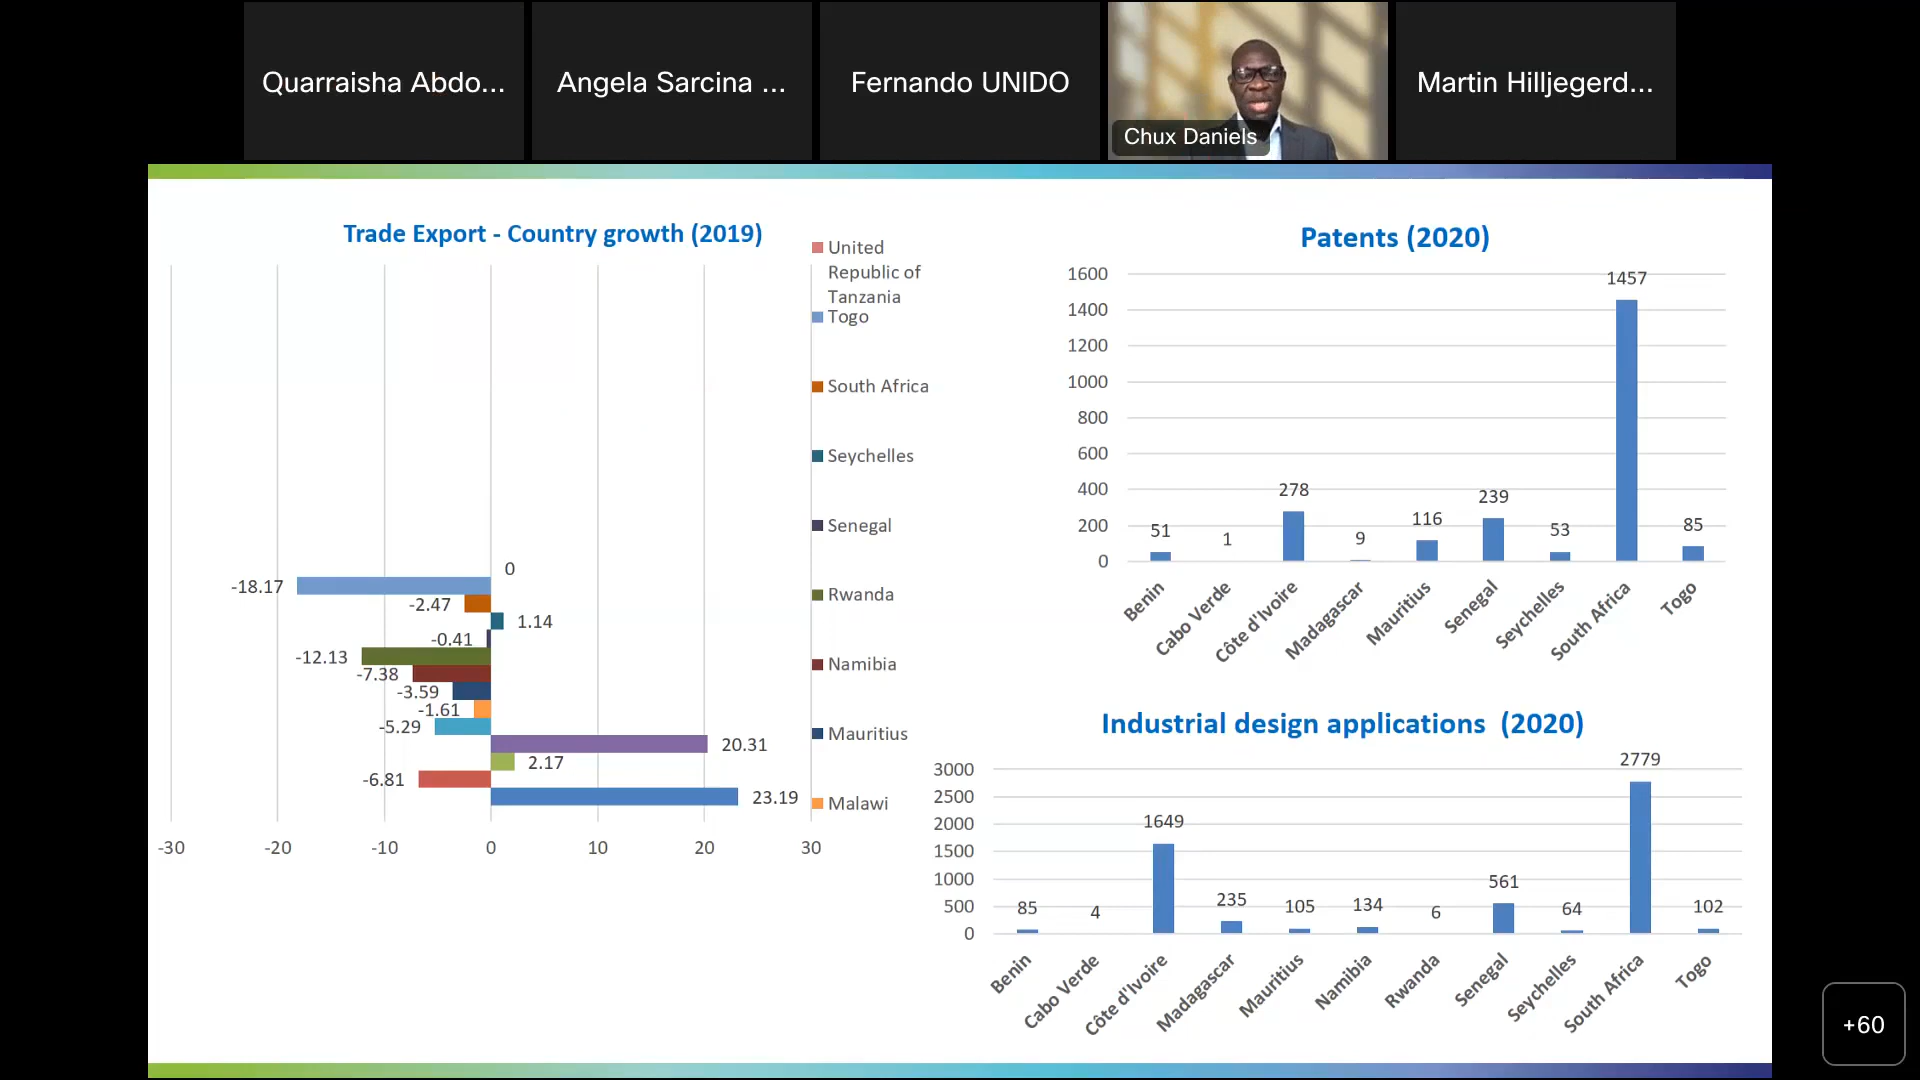 Quarraisha Abdo...
Angela Sarcina ...
Fernando UNIDO
Chux Daniels
Martin Hilljegerd...
Trade Export - Country growth (2019)
United
Republic of
Tanzania
Togo
South Africa
Seychelles
Senegal
Rwanda
Namibia
Mauritius
Malawi
0
-18.17
-2.47
1.14
-0.41
-12.13
-7.38
-3.59
-1.61
-5.29
20.31
2.17
-6.81
23.19
-30 -20 -10 0 10 20 30
Patents (2020)
1600
1400
1200
1000
800
600
400
200
0
51 1 278 9 116 239 53 1457 85
Benin Cabo Verde Côte d'Ivoire Madagascar Mauritius Senegal Seychelles South Africa Togo
Industrial design applications (2020)
3000
2500
2000
1500
1000
500
0
85 4 1649 235 105 134 6 561 64 2779 102
Benin Cabo Verde Côte d'Ivoire Madagascar Mauritius Namibia Rwanda Senegal Seychelles South Africa Togo
+60